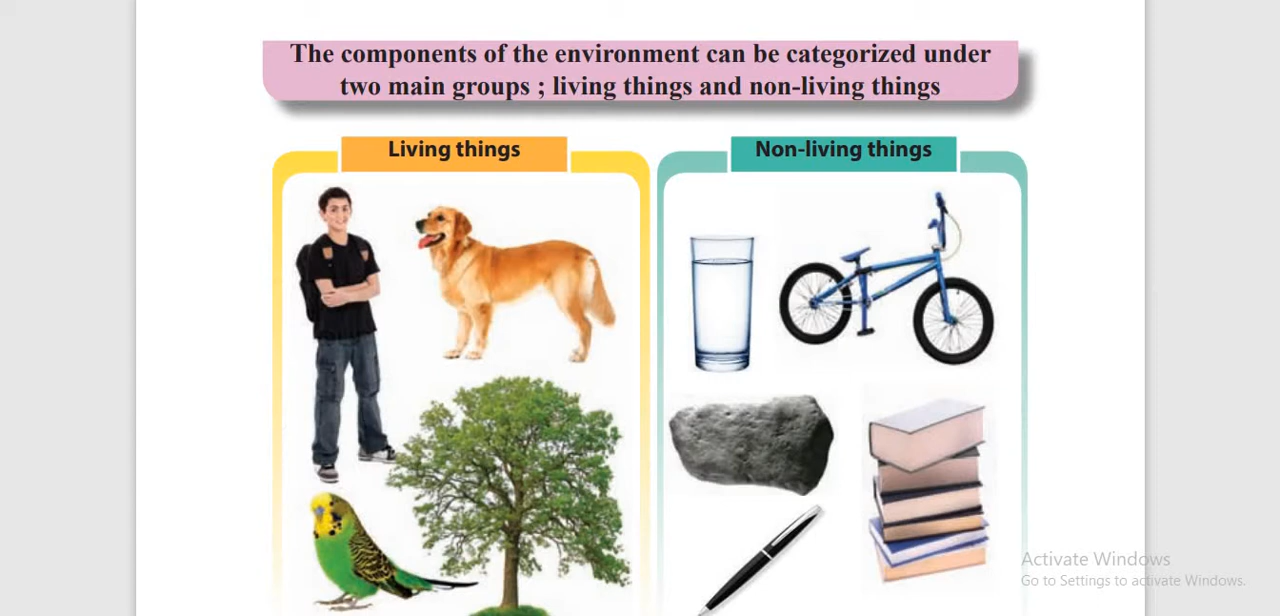 The components of the environment can be categorized under
two main groups ; living things and non-living things
Living things
Non-living things
Activate Windows
Go to Settings to activate Windows.